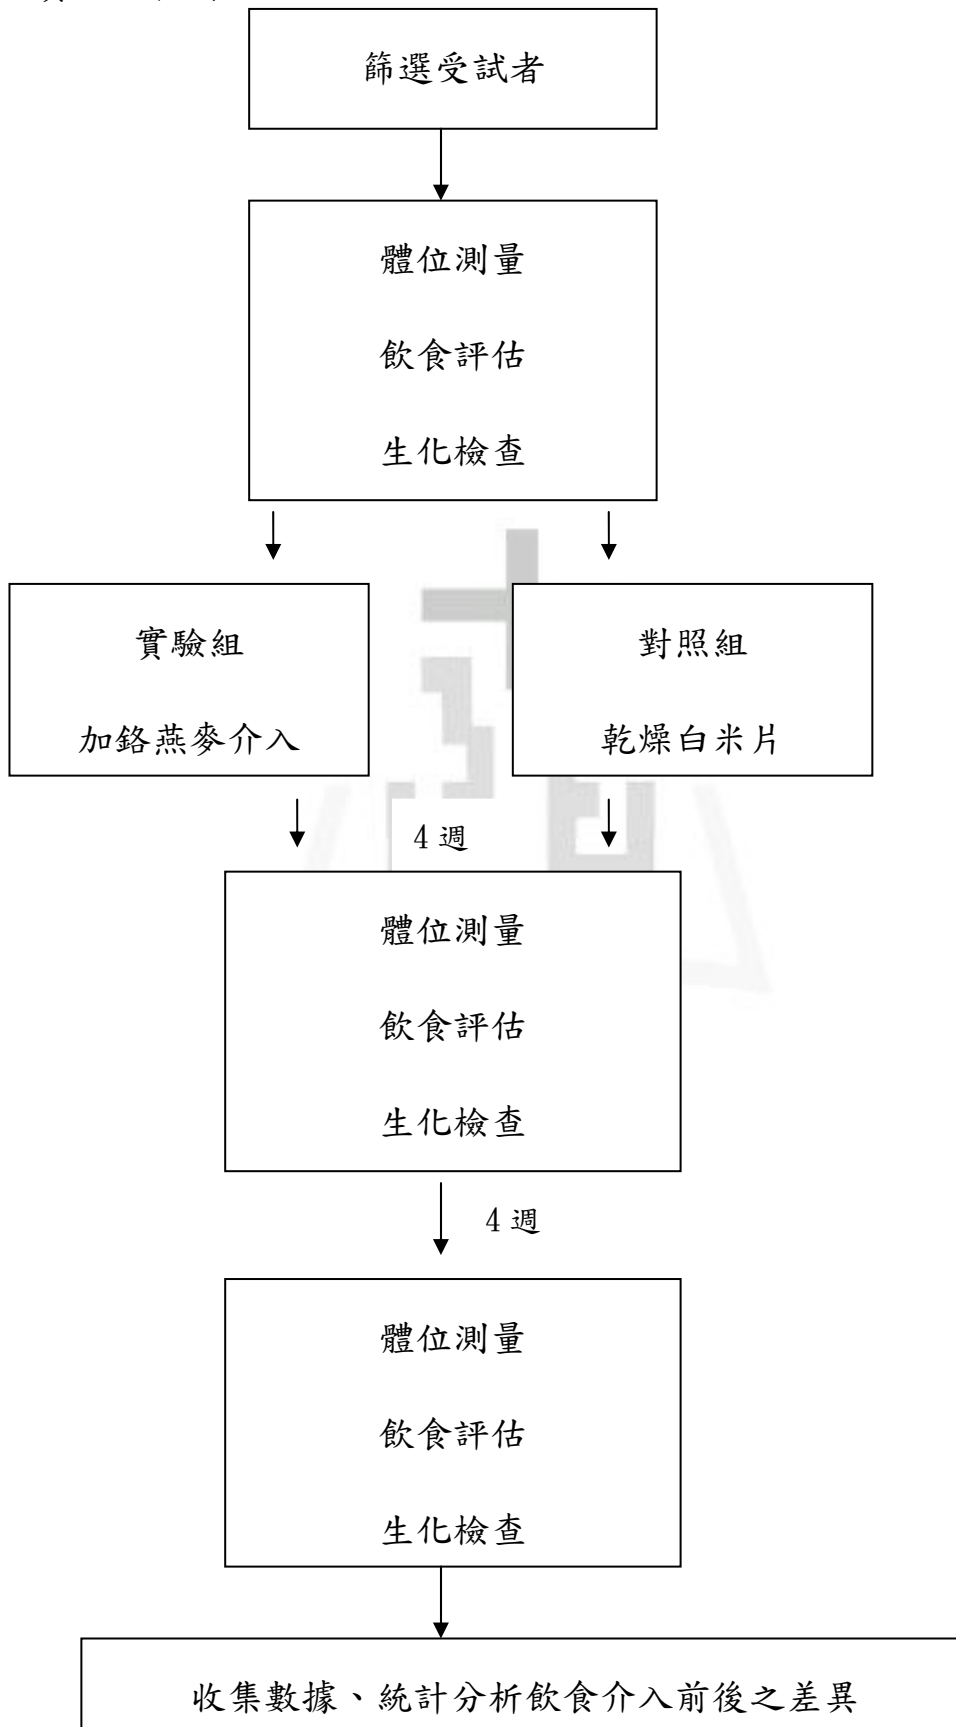 篩選受試者
體位測量
飲食評估
生化檢查
實驗組
加鉻燕麥介入
對照組
乾燥白米片
4 週
體位測量
飲食評估
生化檢查
4 週
體位測量
飲食評估
生化檢查
收集數據、統計分析飲食介入前後之差異